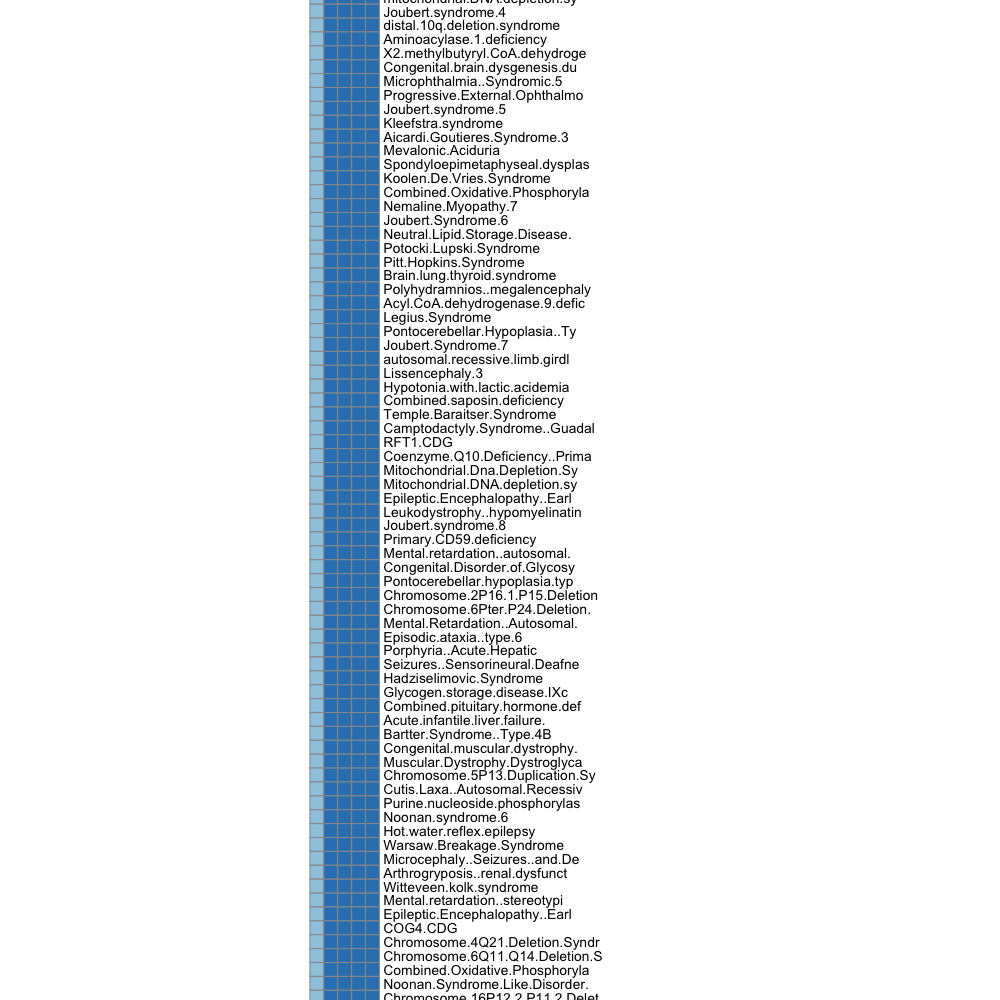 mitochondrial.DNA.depletion.sy
Joubert.syndrome.4
distal.10q.deletion.syndrome
Aminoacylase.1.deficiency
X2.methylbutyryl.CoA.dehydroge
Congenital.brain.dysgenesis.du
Microphthalmia..Syndromic.5
Progressive.External.Ophthalmo
Joubert.syndrome.5
Kleefstra.syndrome
Aicardi.Goutieres.Syndrome.3
Mevalonic.Aciduria
Spondyloepimetaphyseal.dysplas
Koolen.De.Vries.Syndrome
Combined.Oxidative.Phosphoryla
Nemaline.Myopathy.7
Joubert.Syndrome.6
Neutral.Lipid.Storage.Disease.
Potocki.Lupski.Syndrome
Pitt.Hopkins.Syndrome
Brain.lung.thyroid.syndrome
Polyhydramnios..megalencephaly
Acyl.CoA.dehydrogenase.9.defic
Legius.Syndrome
Pontocerebellar.Hypoplasia..Ty
Joubert.Syndrome.7
autosomal.recessive.limb.girdl
Lissencephaly.3
Hypotonia.with.lactic.acidemia
Combined.saposin.deficiency
Temple.Baraitser.Syndrome
Camptodactyly.Syndrome..Guadal
RFT1.CDG
Coenzyme.Q10.Deficiency..Prima
Mitochondrial.Dna.Depletion.Sy
Mitochondrial.DNA.depletion.sy
Epileptic.Encephalopathy..Earl
Leukodystrophy..hypomyelinatin
Joubert.syndrome.8
Primary.CD59.deficiency
Mental.retardation..autosomal.
Congenital.Disorder.of.Glycosy
Pontocerebellar.hypoplasia.typ
Chromosome.2P16.1.P15.Deletion
Chromosome.6Pter.P24.Deletion.
Mental.Retardation..Autosomal.
Episodic.ataxia..type.6
Porphyria..Acute.Hepatic
Seizures..Sensorineural.Deafne
Hadziselimovic.Syndrome
Glycogen.storage.disease.IXc
Combined.pituitary.hormone.def
Acute.infantile.liver.failure.
Bartter.Syndrome..Type.4B
Congenital.muscular.dystrophy.
Muscular.Dystrophy.Dystroglyca
Chromosome.5P13.Duplication.Sy
Cutis.Laxa..Autosomal.Recessiv
Purine.nucleoside.phosphorylas
Noonan.syndrome.6
Hot.water.reflex.epilepsy
Warsaw.Breakage.Syndrome
Microcephaly..Seizures..and.De
Arthrogryposis..renal.dysfunct
Witteveen.kolk.syndrome
Mental.retardation..stereotypi
Epileptic.Encephalopathy..Earl
COG4.CDG
Chromosome.4Q21.Deletion.Syndr
Chromosome.6Q11.Q14.Deletion.S
Combined.Oxidative.Phosphoryla
Noonan.Syndrome.Like.Disorder.
Chromosome.16P12.2.P11.2.Delet